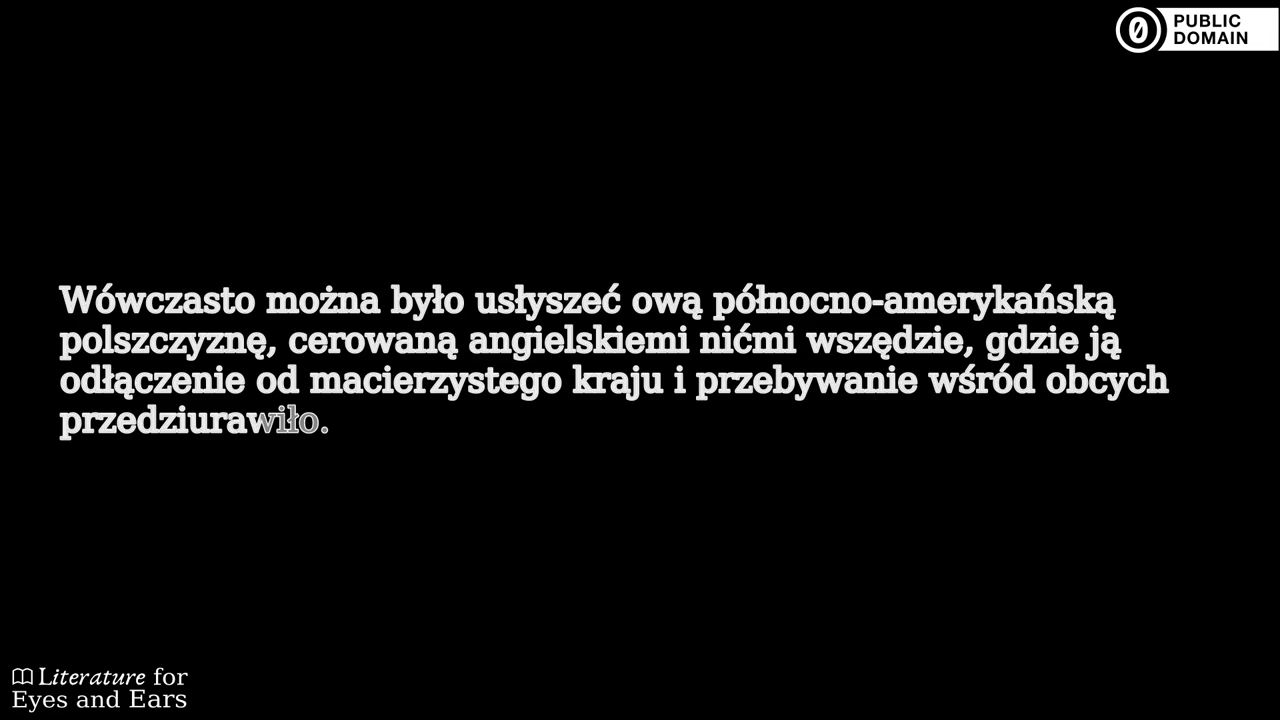 PUBLIC
DOMAIN
Wówczasto można było usłyszeć ową północno-amerykańską
polszczyznę, cerowaną angielskiemi nićmi wszędzie, gdzie ją
odłączenie od macierzystego kraju i przebywanie wśród obcych
przedziurawiło.
Literature for
Eyes and Ears